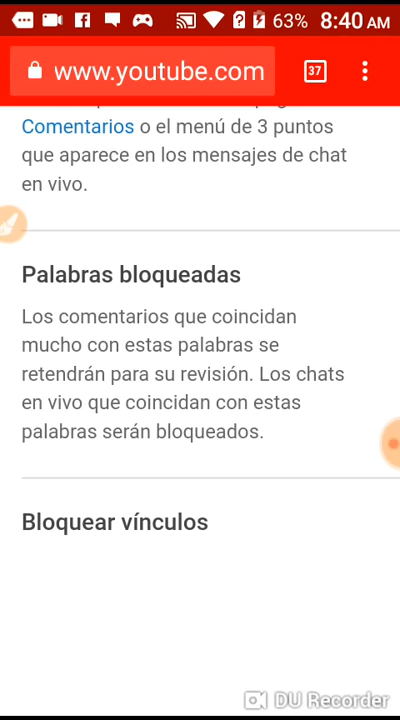 63% 8:40 AM
www.youtube.com 37
Comentarios o el menú de 3 puntos
que aparece en los mensajes de chat
en vivo.
Palabras bloqueadas
Los comentarios que coincidan
mucho con estas palabras se
retendrán para su revisión. Los chats
en vivo que coincidan con estas
palabras serán bloqueados.
Bloquear vínculos
DU Recorder